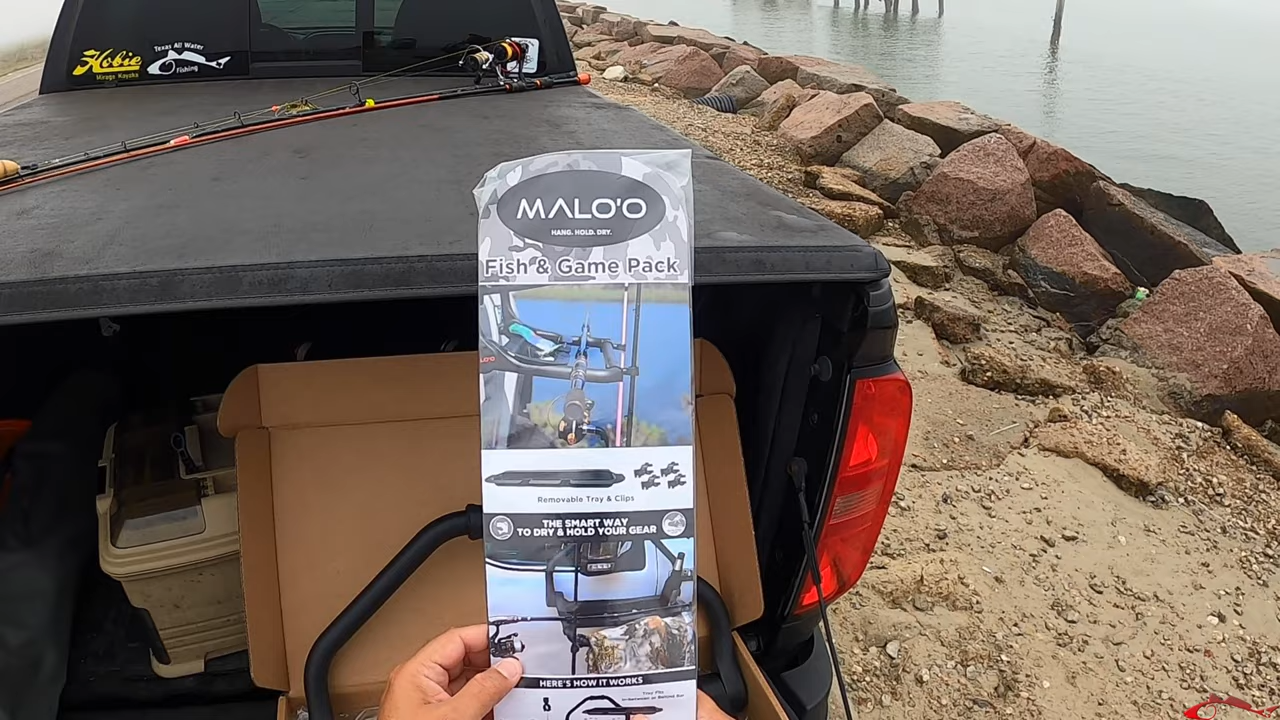 Hobie
Mirage Kayaks
Texas All Water
Fishing
MALO'O
HANG. HOLD. DRY.
Fish & Game Pack
Removable Tray & Clips
THE SMART WAY
TO DRY & HOLD YOUR GEAR
HERE'S HOW IT WORKS